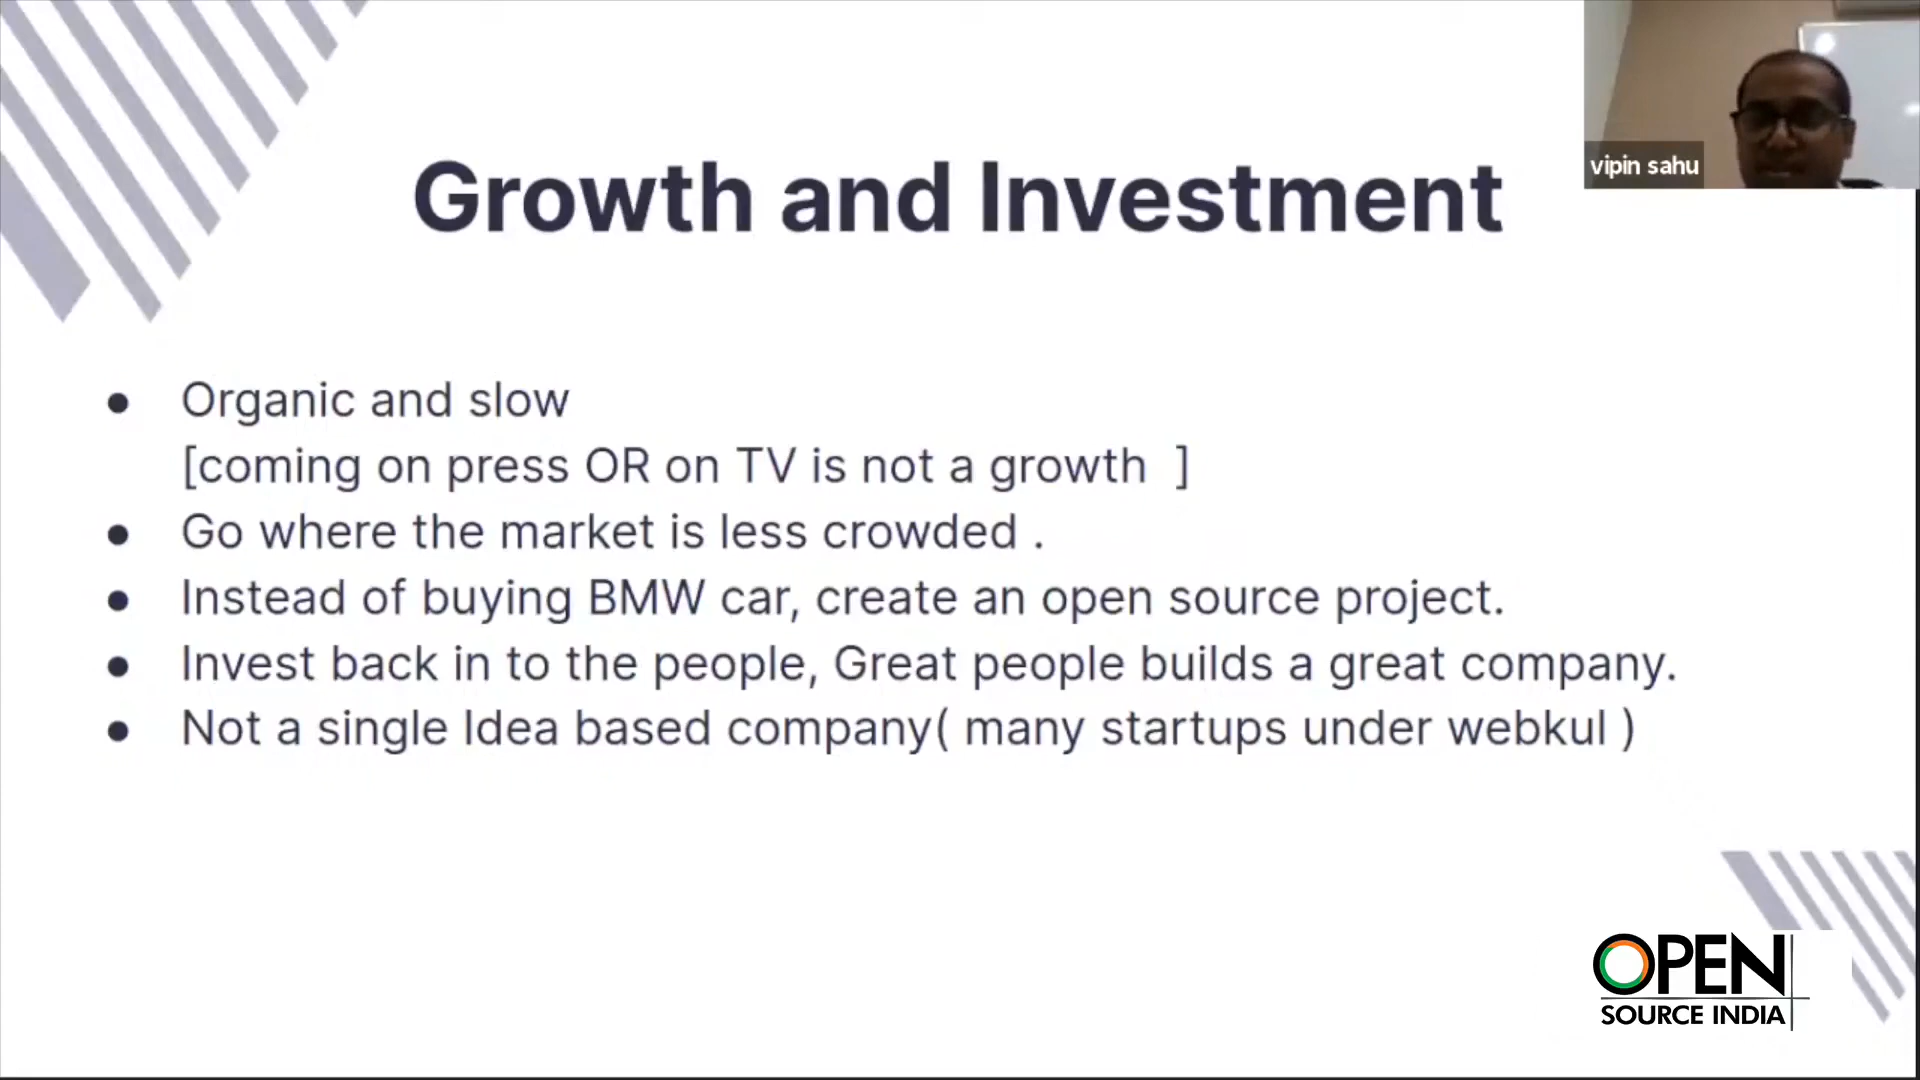 vipin sahu
Growth and Investment
● Organic and slow
[coming on press OR on TV is not a growth ]
● Go where the market is less crowded .
● Instead of buying BMW car, create an open source project.
● Invest back in to the people, Great people builds a great company.
● Not a single Idea based company( many startups under webkul )
OPEN
SOURCE INDIA